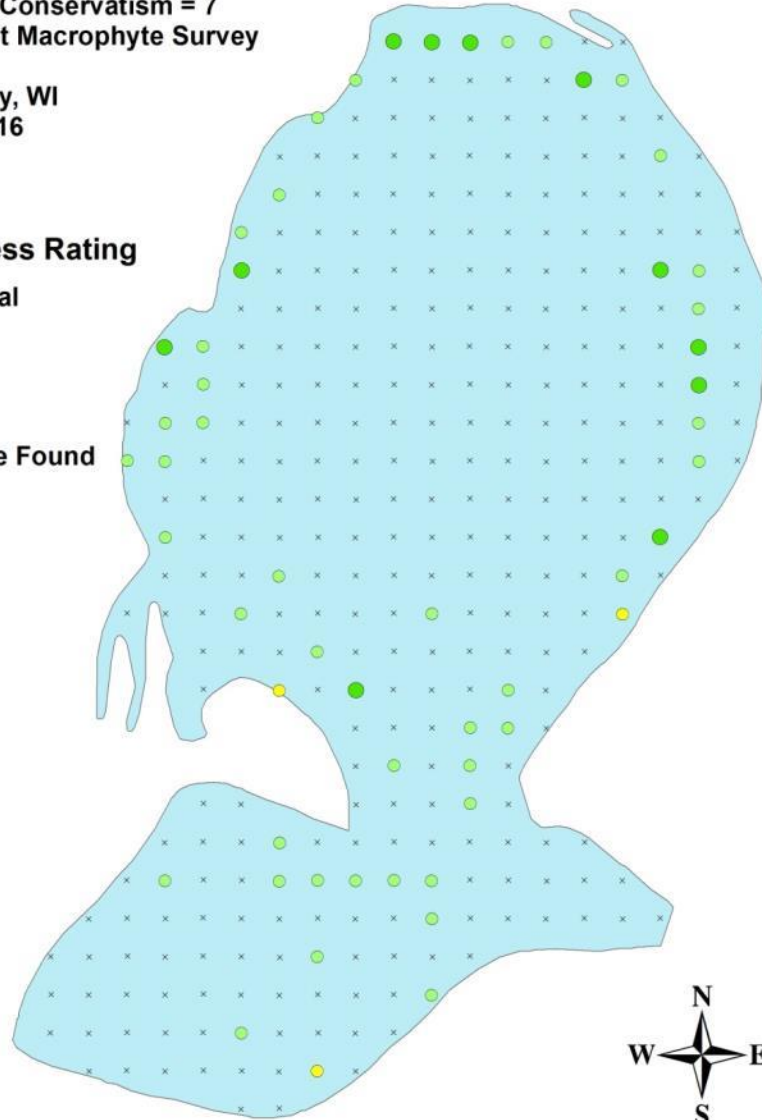 Conservatism = 7
t Macrophyte Survey
y, WI
16
ess Rating
al
e Found
N
W E
S